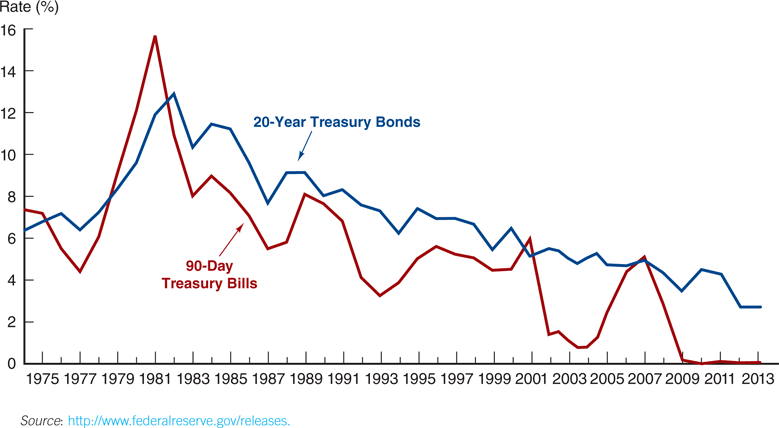 Rate (%)
16
14
12
10
8
6
4
2
0
20-Year Treasury Bonds
90-Day
Treasury Bills
1975 1977 1979 1981 1983 1985 1987 1989 1991 1993 1995 1997 1999 2001 2003 2005 2007 2009 2011 2013
Source: http://www.federalreserve.gov/releases.